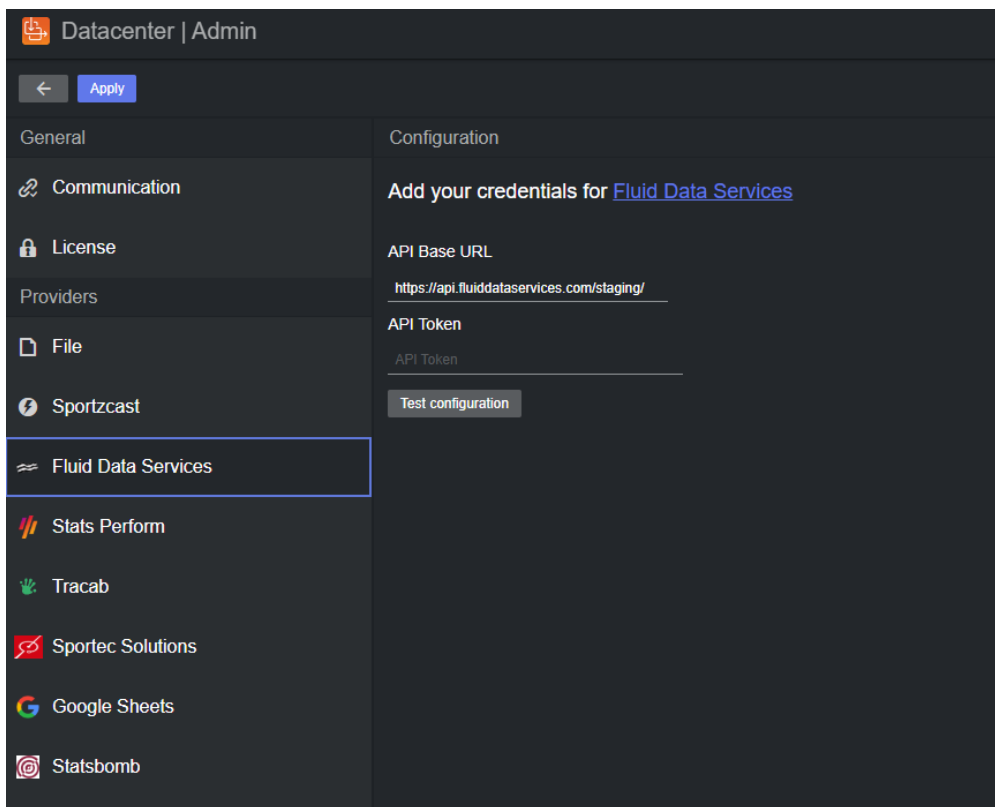 Datacenter | Admin
Apply
General
Communication
License
Providers
File
Sportzcast
Fluid Data Services
Stats Perform
Tracab
Sportec Solutions
Google Sheets
Statsbomb
Configuration
Add your credentials for Fluid Data Services
API Base URL
https://api.fluiddataservices.com/staging/
API Token
API Token
Test configuration